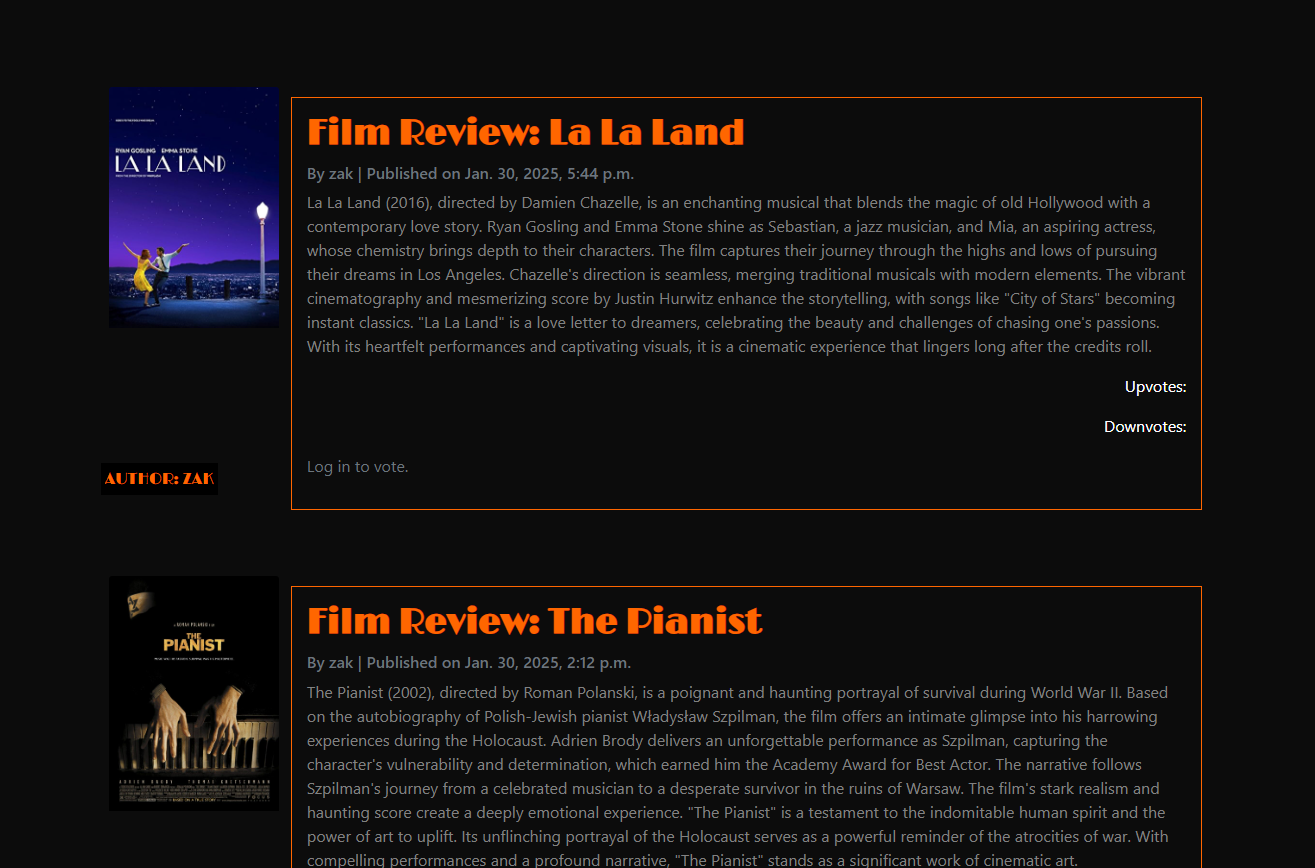 RYAN GOSLING EMMA STONE
LA LA LAND
Film Review: La La Land
By zak | Published on Jan. 30, 2025, 5:44 p.m.
La La Land (2016), directed by Damien Chazelle, is an enchanting musical that blends the magic of old Hollywood with a
contemporary love story. Ryan Gosling and Emma Stone shine as Sebastian, a jazz musician, and Mia, an aspiring actress,
whose chemistry brings depth to their characters. The film captures their journey through the highs and lows of pursuing
their dreams in Los Angeles. Chazelle's direction is seamless, merging traditional musicals with modern elements. The vibrant
cinematography and mesmerizing score by Justin Hurwitz enhance the storytelling, with songs like "City of Stars" becoming
instant classics. "La La Land" is a love letter to dreamers, celebrating the beauty and challenges of chasing one's passions.
With its heartfelt performances and captivating visuals, it is a cinematic experience that lingers long after the credits roll.
Upvotes:
Downvotes:
Log in to vote.
AUTHOR: ZAK
THE
PIANIST
ADRIEN BRODY THOMAS KRETSCHMANN
Film Review: The Pianist
By zak | Published on Jan. 30, 2025, 2:12 p.m.
The Pianist (2002), directed by Roman Polanski, is a poignant and haunting portrayal of survival during World War II. Based
on the autobiography of Polish-Jewish pianist Władysław Szpilman, the film offers an intimate glimpse into his harrowing
experiences during the Holocaust. Adrien Brody delivers an unforgettable performance as Szpilman, capturing the
character's vulnerability and determination, which earned him the Academy Award for Best Actor. The narrative follows
Szpilman's journey from a celebrated musician to a desperate survivor in the ruins of Warsaw. The film's stark realism and
haunting score create a deeply emotional experience. "The Pianist" is a testament to the indomitable human spirit and the
power of art to uplift. Its unflinching portrayal of the Holocaust serves as a powerful reminder of the atrocities of war. With
compelling performances and a profound narrative, "The Pianist" stands as a significant work of cinematic art.